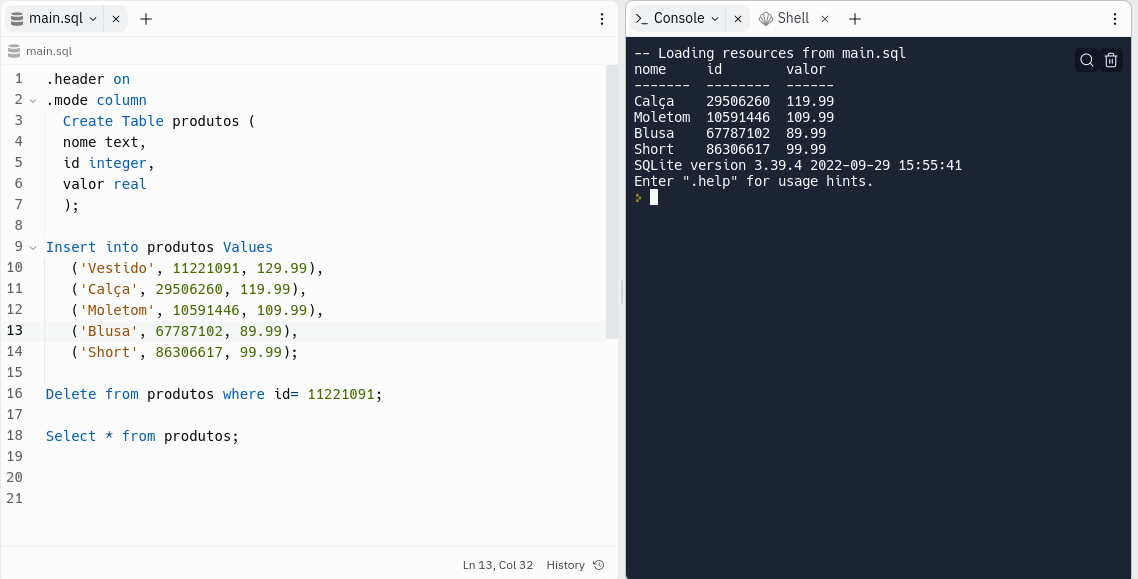 main.sql
main.sql
1 .header on
2 .mode column
3 Create Table produtos (
4 nome text,
5 id integer,
6 valor real
7 );
8
9 Insert into produtos Values
10 ('Vestido', 11221091, 129.99),
11 ('Calça', 29506260, 119.99),
12 ('Moletom', 10591446, 109.99),
13 ('Blusa', 67787102, 89.99),
14 ('Short', 86306617, 99.99);
15
16 Delete from produtos where id= 11221091;
17
18 Select * from produtos;
19
20
21
Ln 13, Col 32 History
Console Shell
-- Loading resources from main.sql
nome id valor
------- -------- ------
Calça 29506260 119.99
Moletom 10591446 109.99
Blusa 67787102 89.99
Short 86306617 99.99
SQLite version 3.39.4 2022-09-29 15:55:41
Enter ".help" for usage hints.